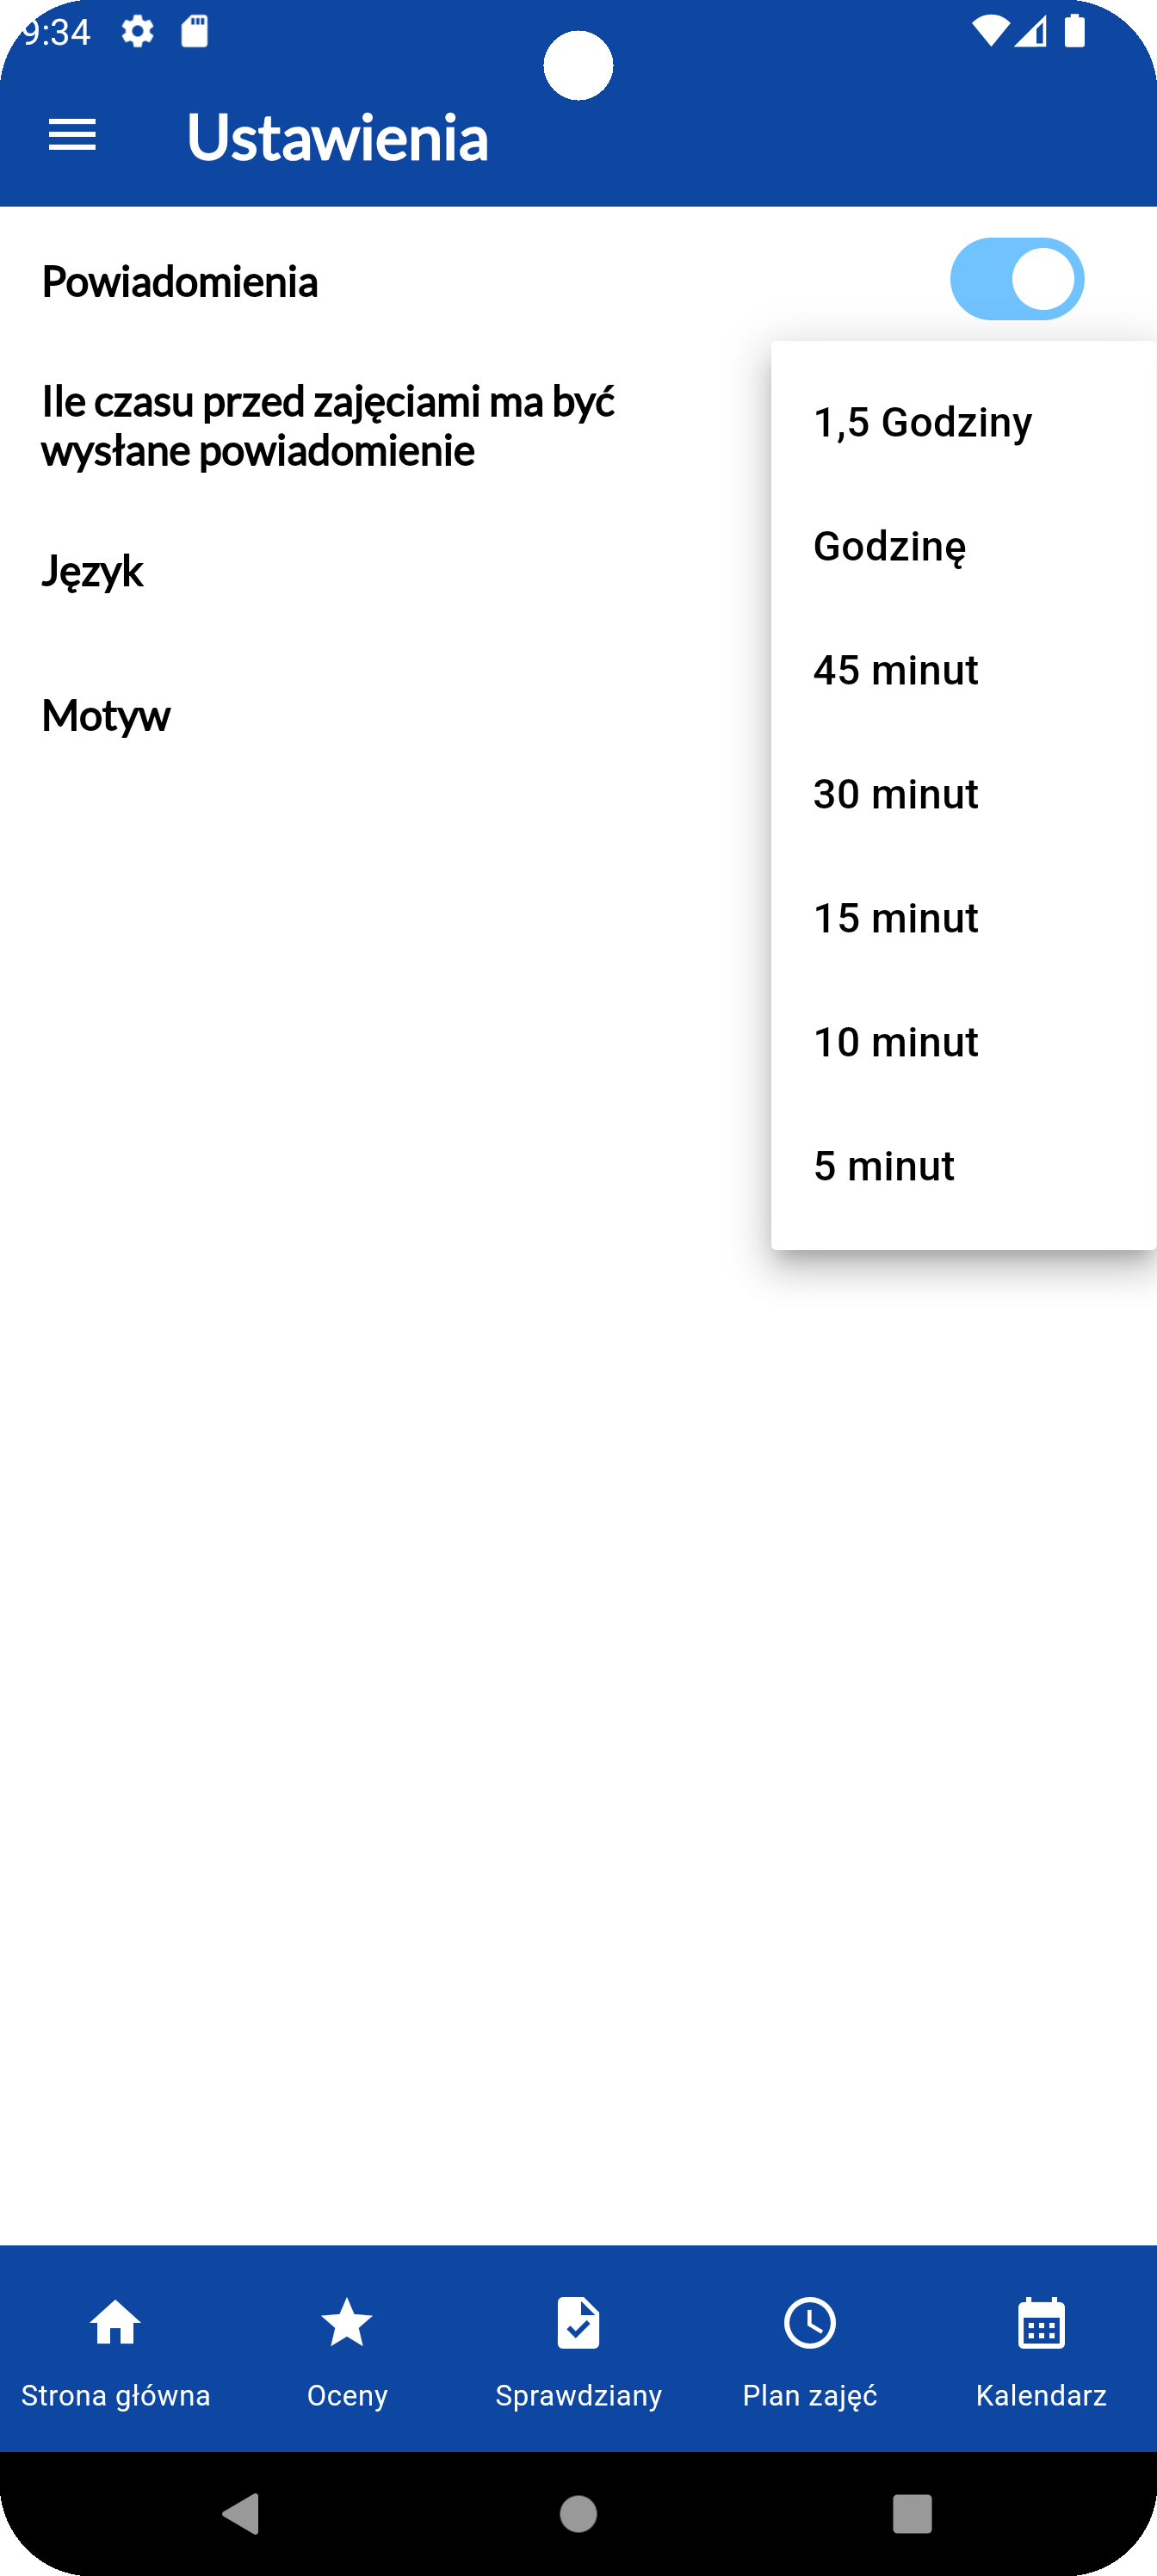 9:34
Ustawienia
Powiadomienia
Ile czasu przed zajęciami ma być
wysłane powiadomienie
Język
Motyw
1,5 Godziny
Godzinę
45 minut
30 minut
15 minut
10 minut
5 minut
Strona główna
Oceny
Sprawdziany
Plan zajęć
Kalendarz